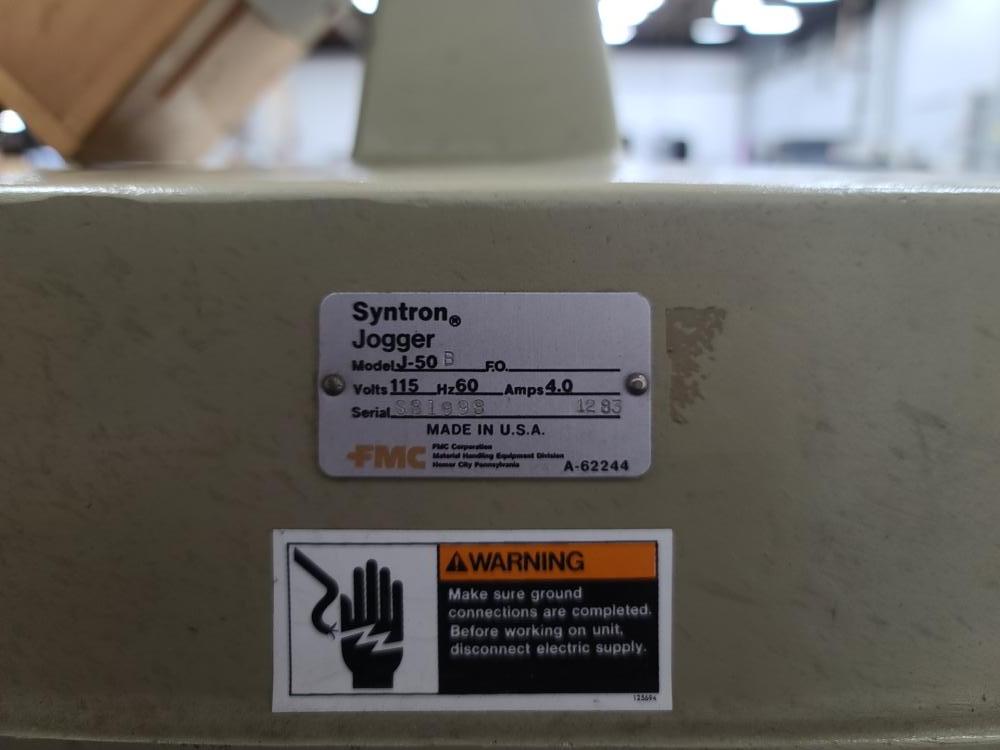 Syntron®
Jogger
Model J-50 B F.O.
Volts 115 Hz 60 Amps 4.0
Serial S81998 12 83
MADE IN U.S.A.
FMC
FMC Corporation
Material Handling Equipment Division
Homer City Pennsylvania
A-62244
WARNING
Make sure ground
connections are completed.
Before working on unit,
disconnect electric supply.
125694